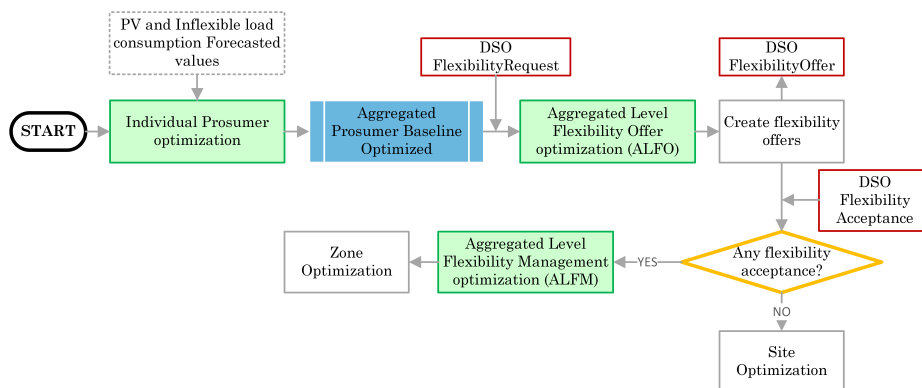 PV and Inflexible load
consumption Forecasted
values
DSO
FlexibilityRequest
DSO
FlexibilityOffer
START
Individual Prosumer
optimization
Aggregated
Prosumer Baseline
Optimized
Aggregated Level
Flexibility Offer
optimization (ALFO)
Create flexibility
offers
DSO
Flexibility
Acceptance
Zone
Optimization
Aggregated Level
Flexibility Management
optimization (ALFM)
YES
Any flexibility
acceptance?
NO
Site
Optimization